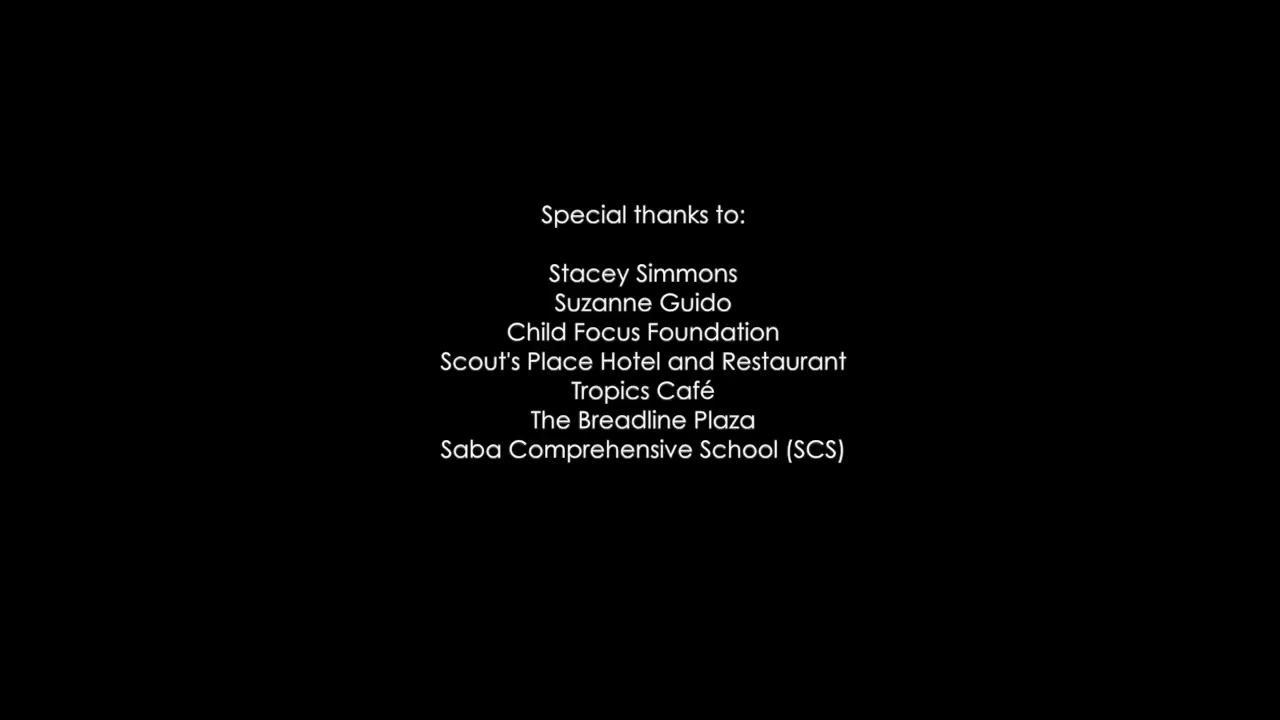 Special thanks to:
Stacey Simmons
Suzanne Guido
Child Focus Foundation
Scout's Place Hotel and Restaurant
Tropics Café
The Breadline Plaza
Saba Comprehensive School (SCS)